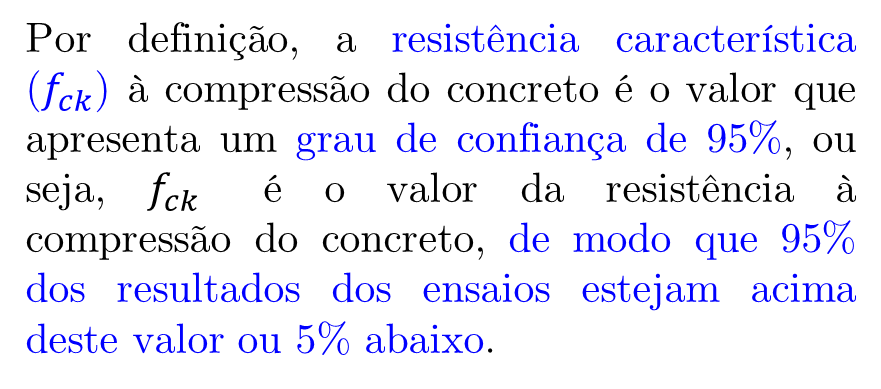 Por definição, a resistência característica
(fck) à compressão do concreto é o valor que
apresenta um grau de confiança de 95%, ou
seja, fck é o valor da resistência à
compressão do concreto, de modo que 95%
dos resultados dos ensaios estejam acima
deste valor ou 5% abaixo.